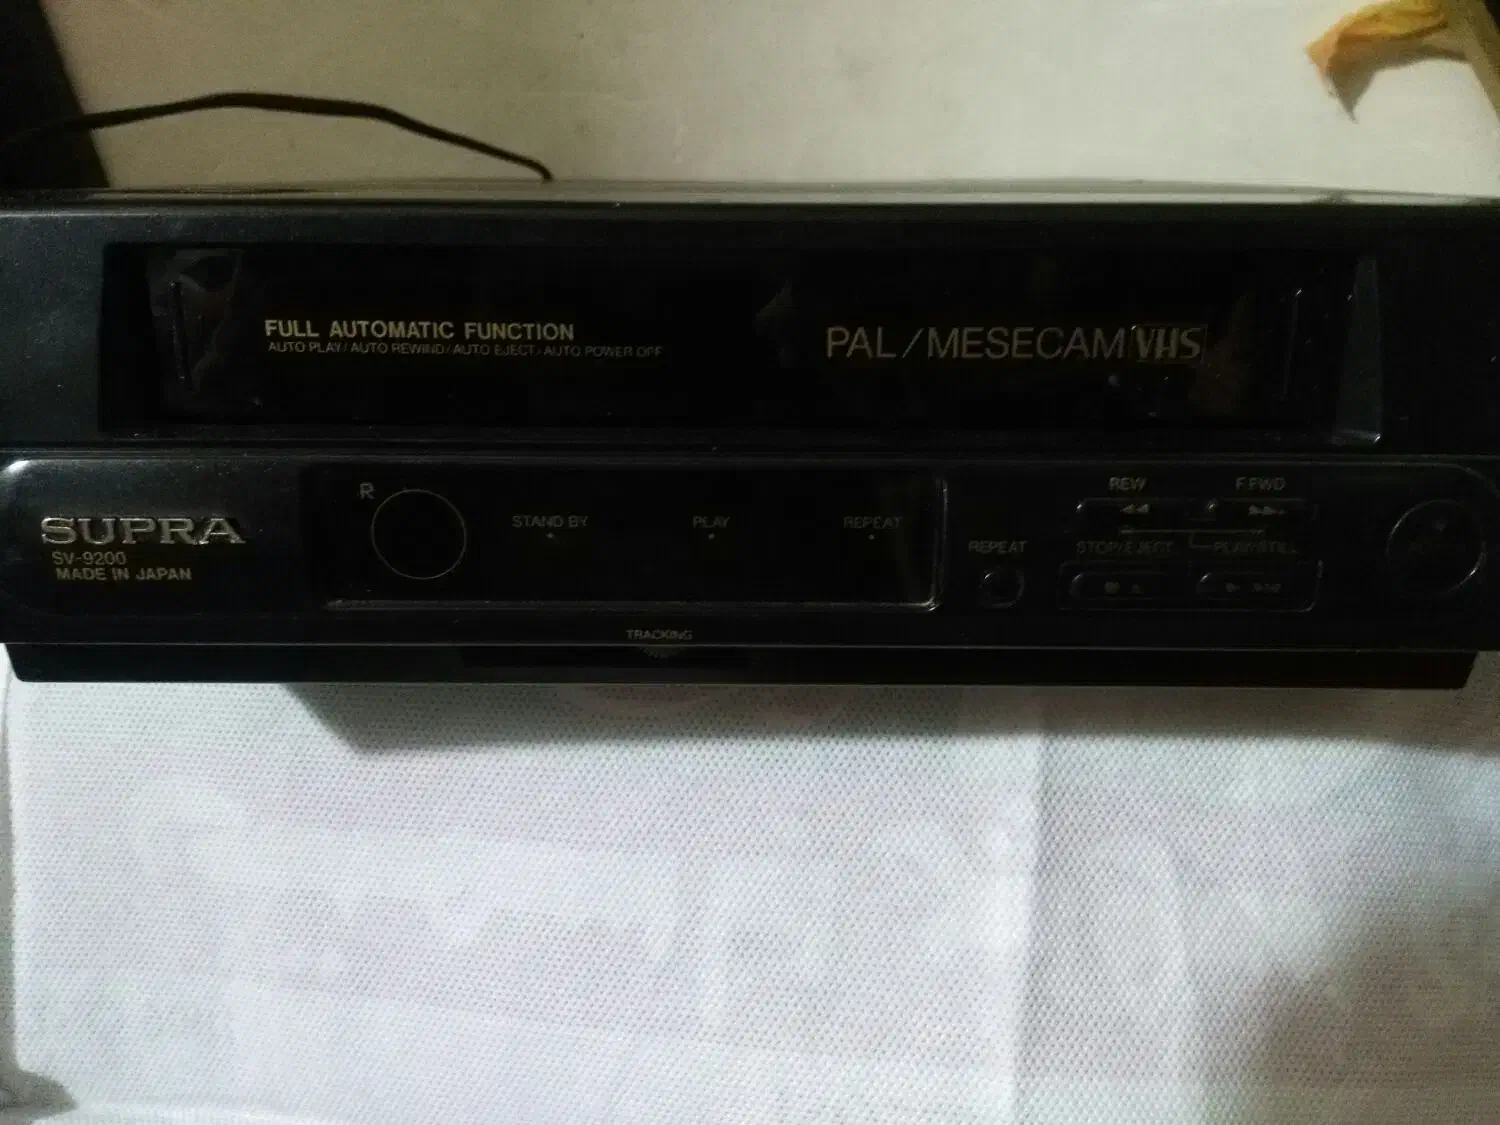 FULL AUTOMATIC FUNCTION
AUTO PLAY/AUTO REWIND/AUTO EJECT/AUTO POWER OFF
PAL/MESECAM VHS
SUPRA
SV-9200
MADE IN JAPAN
R
STAND BY
PLAY
REPEAT
REW
F.FWD
REPEAT
STOP/EJECT
PLAY/STILL
TRACKING